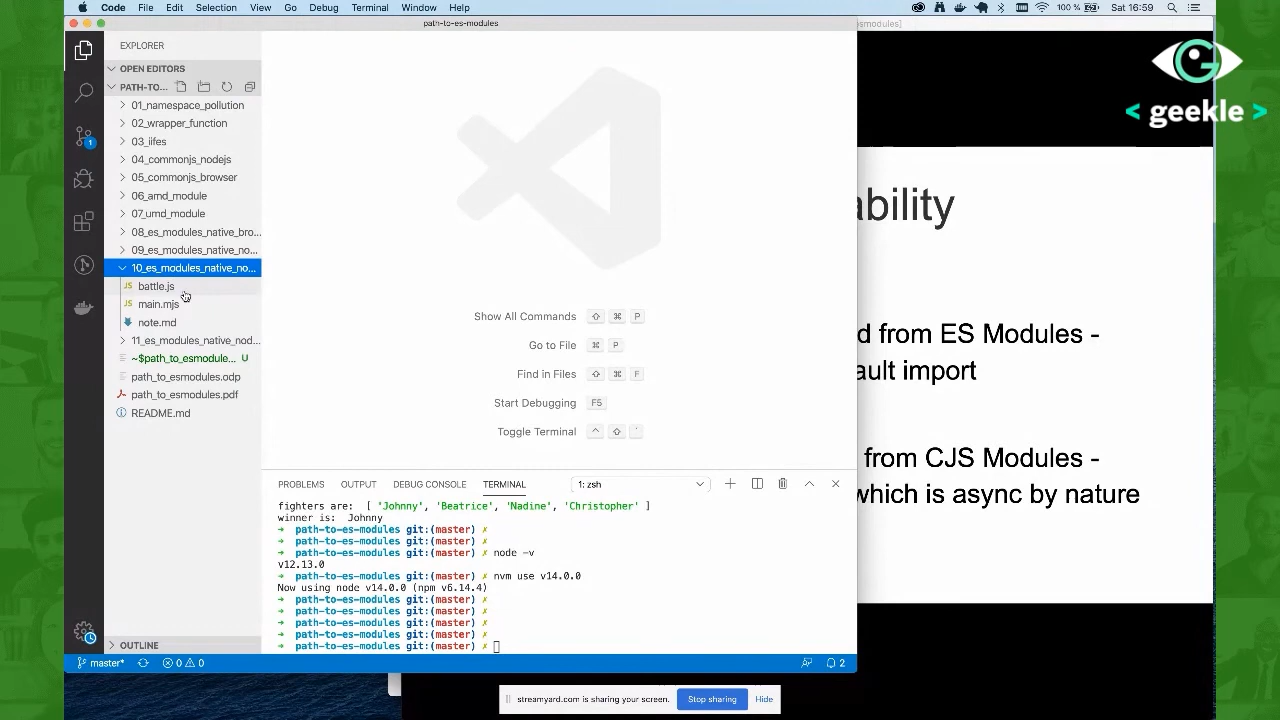 Code File Edit Selection View Go Debug Terminal Window Help 100 % Sat 16:59
path-to-es-modules
smodules]
EXPLORER
OPEN EDITORS
PATH-TO...
01_namespace_pollution
02_wrapper_function
03_iifes
04_commonjs_nodejs
05_commonjs_browser
06_amd_module
07_umd_module
08_es_modules_native_bro...
09_es_modules_native_no...
10_es_modules_native_no...
JS battle.js
JS main.mjs
note.md
11_es_modules_native_nod...
~$path_to_esmodule... U
path_to_esmodules.odp
path_to_esmodules.pdf
README.md
OUTLINE
1
Show All Commands ⇧ ⌘ P
Go to File ⌘ P
Find in Files ⇧ ⌘ F
Start Debugging F5
Toggle Terminal ^ ⇧ `
PROBLEMS OUTPUT DEBUG CONSOLE TERMINAL 1: zsh
fighters are: [ 'Johnny', 'Beatrice', 'Nadine', 'Christopher' ]
winner is: Johnny
➜ path-to-es-modules git:(master) ✗
➜ path-to-es-modules git:(master) ✗
➜ path-to-es-modules git:(master) ✗ node -v
v12.13.0
➜ path-to-es-modules git:(master) ✗ nvm use v14.0.0
Now using node v14.0.0 (npm v6.14.4)
➜ path-to-es-modules git:(master) ✗
➜ path-to-es-modules git:(master) ✗
➜ path-to-es-modules git:(master) ✗
➜ path-to-es-modules git:(master) ✗
➜ path-to-es-modules git:(master) ✗
master* 0 0 2
G
< geekle >
ability
d from ES Modules -
ault import
from CJS Modules -
which is async by nature
streamyard.com is sharing your screen. Stop sharing Hide